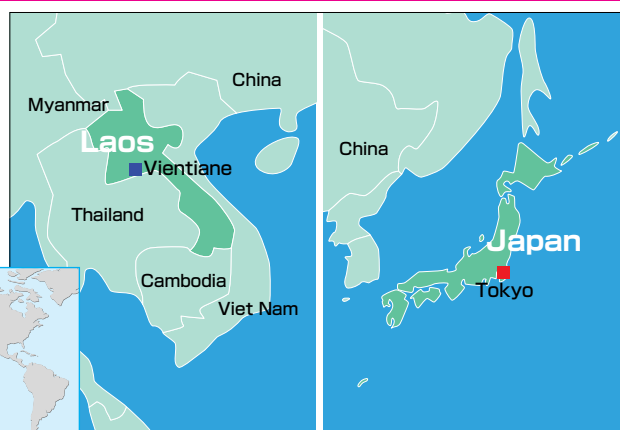 China
Myanmar
Laos
Vientiane
Thailand
Cambodia
Viet Nam
China
Japan
Tokyo